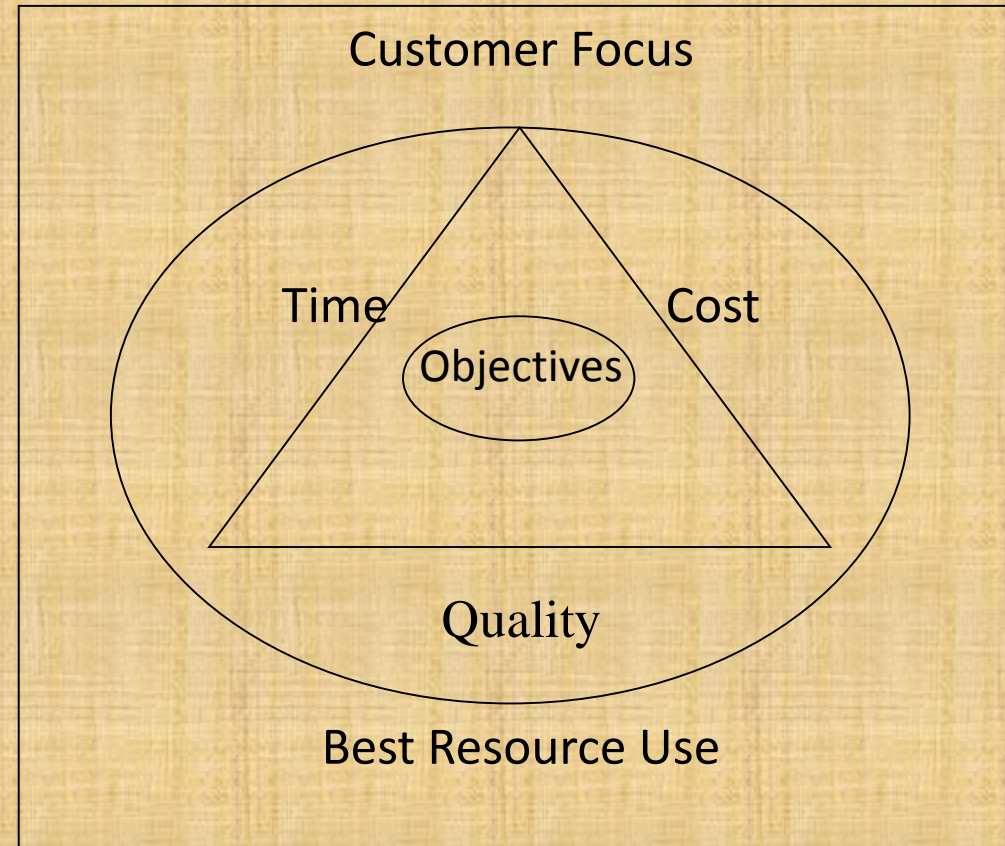 Customer Focus
Time
Cost
Objectives
Quality
Best Resource Use